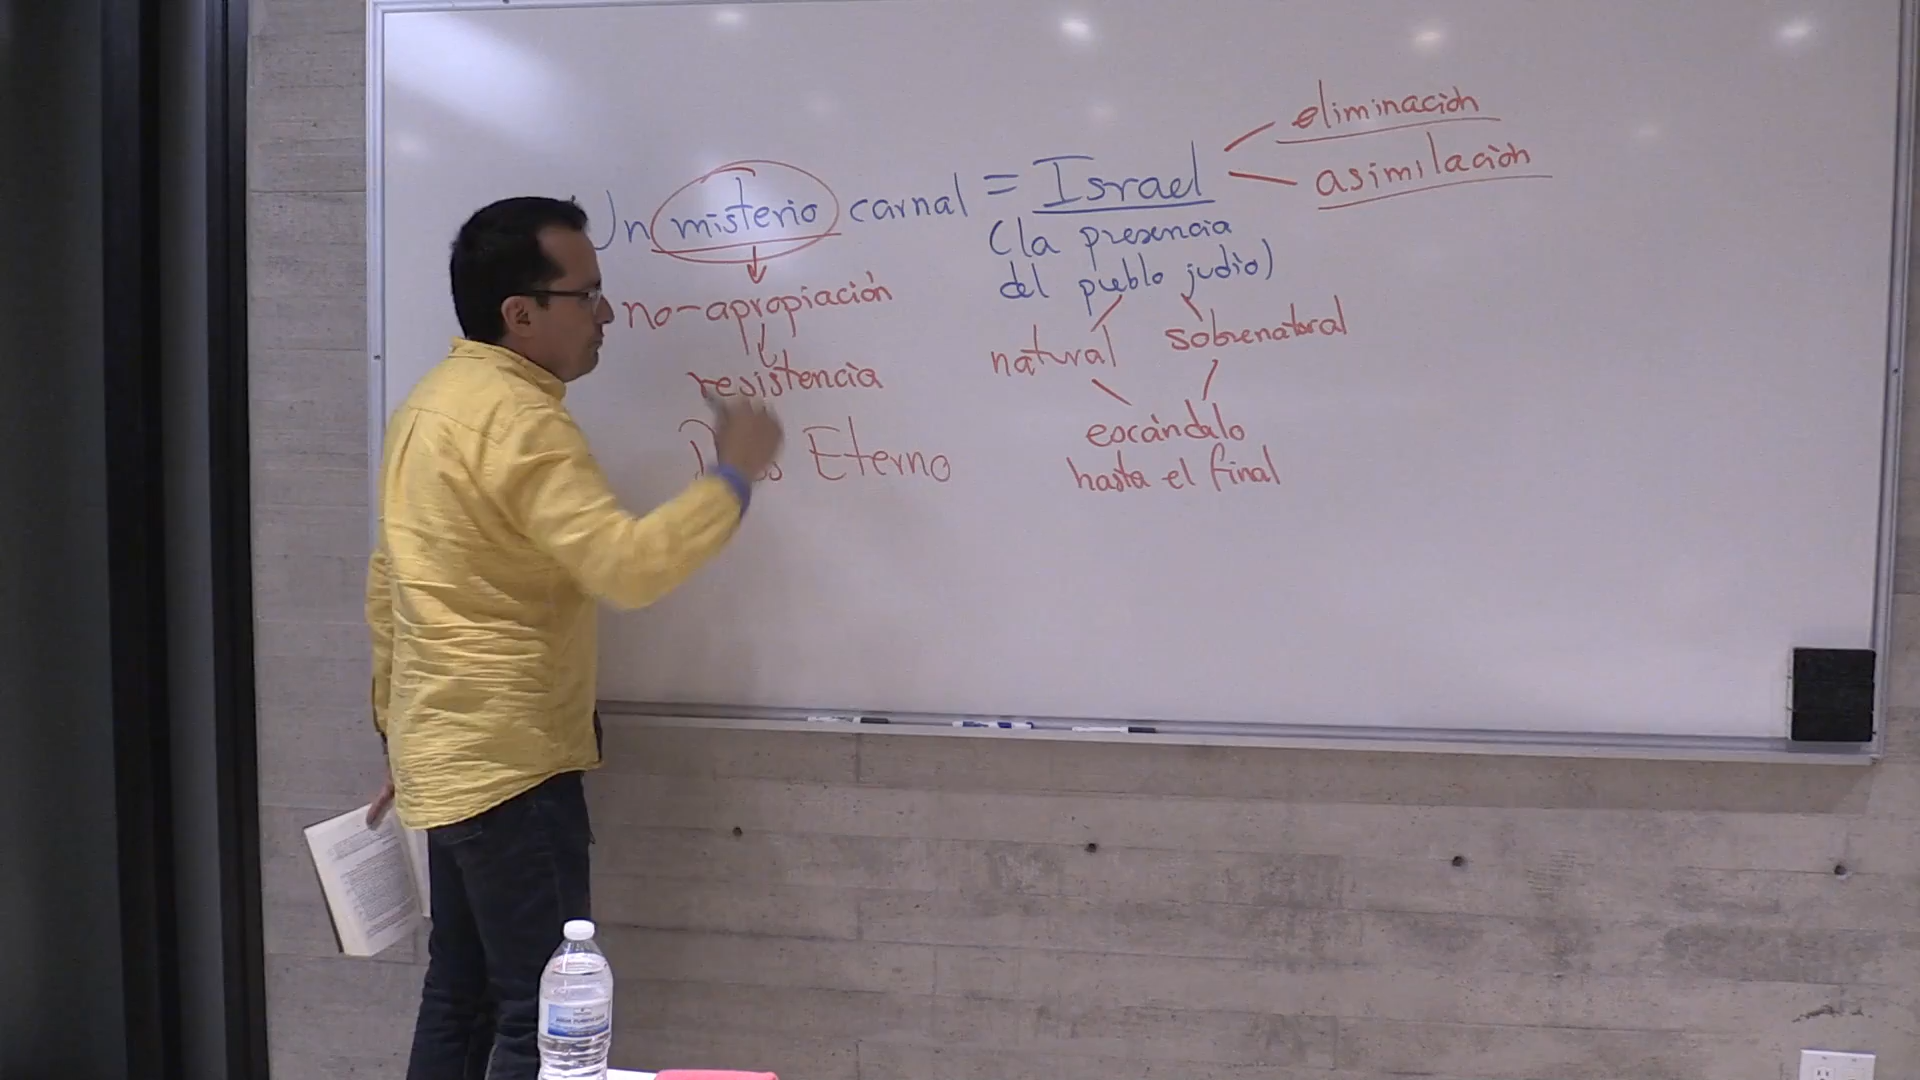 eliminación
Un misterio carnal = Israel
asimilación
(la presencia
del pueblo judío)
no-apropiación
natural
sobrenatural
resistencia
escándalo
hasta el final
Eterno